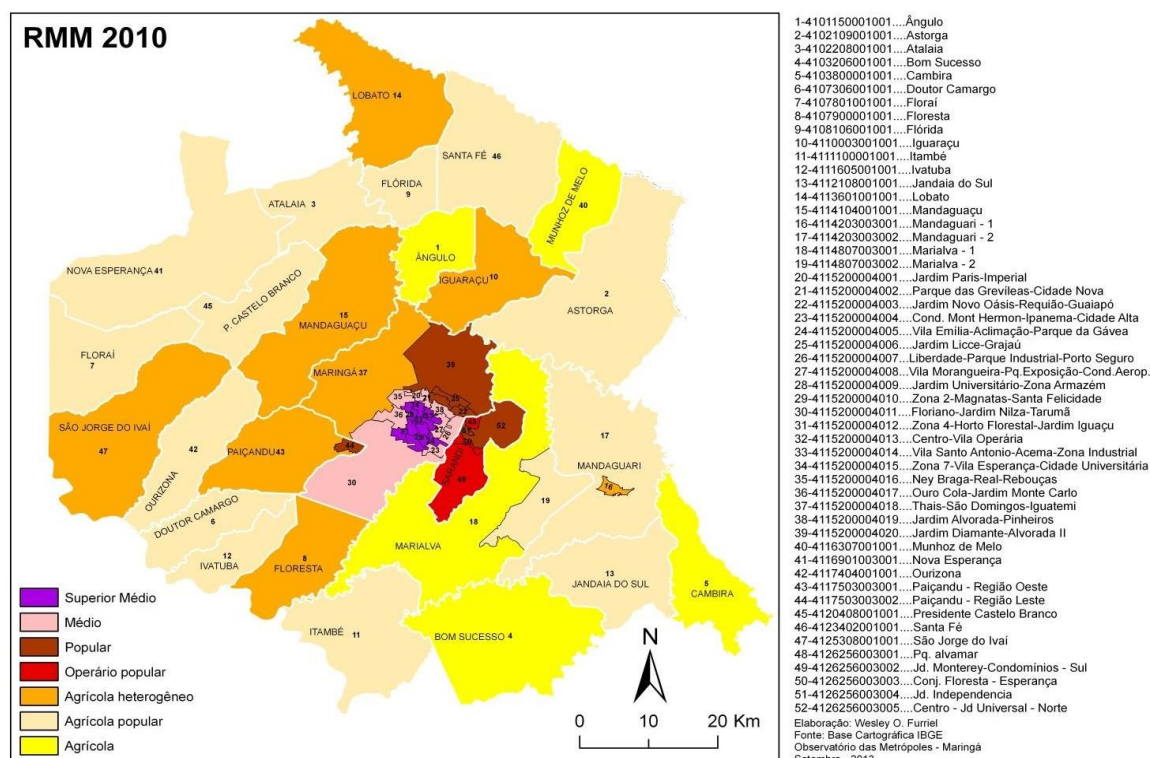 RMM 2010
LOBATO 14
SANTA FÉ 46
FLÓRIDA
9
MUNHOZ DE MELO
40
ATALAIA 3
1
ÂNGULO
NOVA ESPERANÇA 41
10
IGUARAÇU
2
ASTORGA
45
P. CASTELO BRANCO
15
MANDAGUAÇU
FLORAÍ
7
MARINGÁ 37
39
35
20
21
25
22
36
38
27
26
23
52
44
50
17
MANDAGUARI
16
SÃO JORGE DO IVAÍ
47
42
OURIZONA
PAIÇANDU 43
30
SARANDI
49
19
18
DOUTOR CAMARGO
6
MARIALVA
12
IVATUBA
8
FLORESTA
13
JANDAIA DO SUL
5
CAMBIRA
ITAMBÉ
11
BOM SUCESSO 4
Superior Médio
Médio
Popular
Operário popular
Agrícola heterogêneo
Agrícola popular
Agrícola
N
0 10 20 Km
1-4101150001001....Ângulo
2-4102109001001....Astorga
3-4102208001001....Atalaia
4-4103206001001....Bom Sucesso
5-4103800001001....Cambira
6-4107306001001....Doutor Camargo
7-4107801001001....Floraí
8-4107900001001....Floresta
9-4108106001001....Flórida
10-4110003001001....Iguaraçu
11-4111100001001....Itambé
12-4111605001001....Ivatuba
13-4112108001001....Jandaia do Sul
14-4113601001001....Lobato
15-4114104001001....Mandaguaçu
16-4114203003001....Mandaguari - 1
17-4114203003002....Mandaguari - 2
18-4114807003001....Marialva - 1
19-4114807003002....Marialva - 2
20-4115200004001....Jardim Paris-Imperial
21-4115200004002....Parque das Grevíleas-Cidade Nova
22-4115200004003....Jardim Novo Oásis-Requião-Guaiapó
23-4115200004004....Cond. Mont Hermon-Ipanema-Cidade Alta
24-4115200004005....Vila Emília-Aclimação-Parque da Gávea
25-4115200004006....Jardim Licce-Grajaú
26-4115200004007....Liberdade-Parque Industrial-Porto Seguro
27-4115200004008....Vila Morangueira-Pq.Exposição-Cond.Aerop.
28-4115200004009....Jardim Universitário-Zona Armazém
29-4115200004010....Zona 2-Magnatas-Santa Felicidade
30-4115200004011....Floriano-Jardim Nilza-Tarumã
31-4115200004012....Zona 4-Horto Florestal-Jardim Iguaçu
32-4115200004013....Centro-Vila Operária
33-4115200004014....Vila Santo Antonio-Acema-Zona Industrial
34-4115200004015....Zona 7-Vila Esperança-Cidade Universitária
35-4115200004016....Ney Braga-Real-Rebouças
36-4115200004017....Ouro Cola-Jardim Monte Carlo
37-4115200004018....Thais-São Domingos-Iguatemi
38-4115200004019....Jardim Alvorada-Pinheiros
39-4115200004020....Jardim Diamante-Alvorada II
40-4116307001001....Munhoz de Melo
41-4116901003001....Nova Esperança
42-4117404001001....Ourizona
43-4117503003001....Paiçandu - Região Oeste
44-4117503003002....Paiçandu - Região Leste
45-4120408001001....Presidente Castelo Branco
46-4123402001001....Santa Fé
47-4125308001001....São Jorge do Ivaí
48-4126256003001....Pq. alvamar
49-4126256003002....Jd. Monterey-Condomínios - Sul
50-4126256003003....Conj. Floresta - Esperança
51-4126256003004....Jd. Independencia
52-4126256003005....Centro - Jd Universal - Norte
Elaboração: Wesley O. Furriel
Fonte: Base Cartográfica IBGE
Observatório das Metrópoles - Maringá
Setembro - 2013